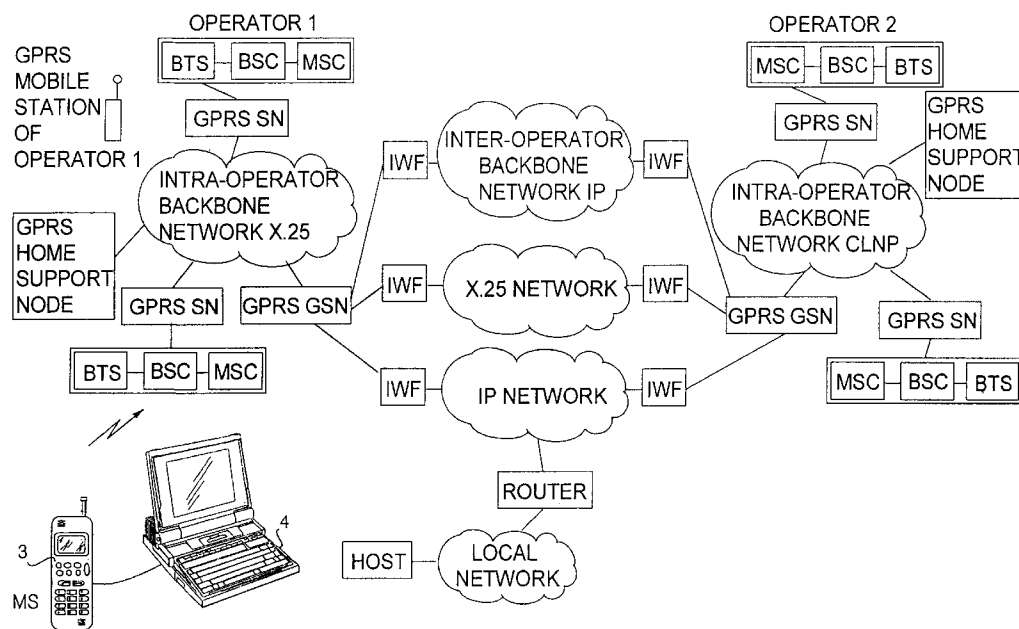 OPERATOR 1
BTS
BSC
MSC
GPRS
MOBILE
STATION
OF
OPERATOR 1
GPRS SN
INTRA-OPERATOR
BACKBONE
NETWORK X.25
GPRS
HOME
SUPPORT
NODE
GPRS SN
GPRS GSN
BTS
BSC
MSC
IWF
INTER-OPERATOR
BACKBONE
NETWORK IP
IWF
IWF
X.25 NETWORK
IWF
IWF
IP NETWORK
IWF
ROUTER
HOST
LOCAL
NETWORK
OPERATOR 2
MSC
BSC
BTS
GPRS SN
GPRS
HOME
SUPPORT
NODE
INTRA-OPERATOR
BACKBONE
NETWORK CLNP
GPRS GSN
GPRS SN
MSC
BSC
BTS
3
4
MS